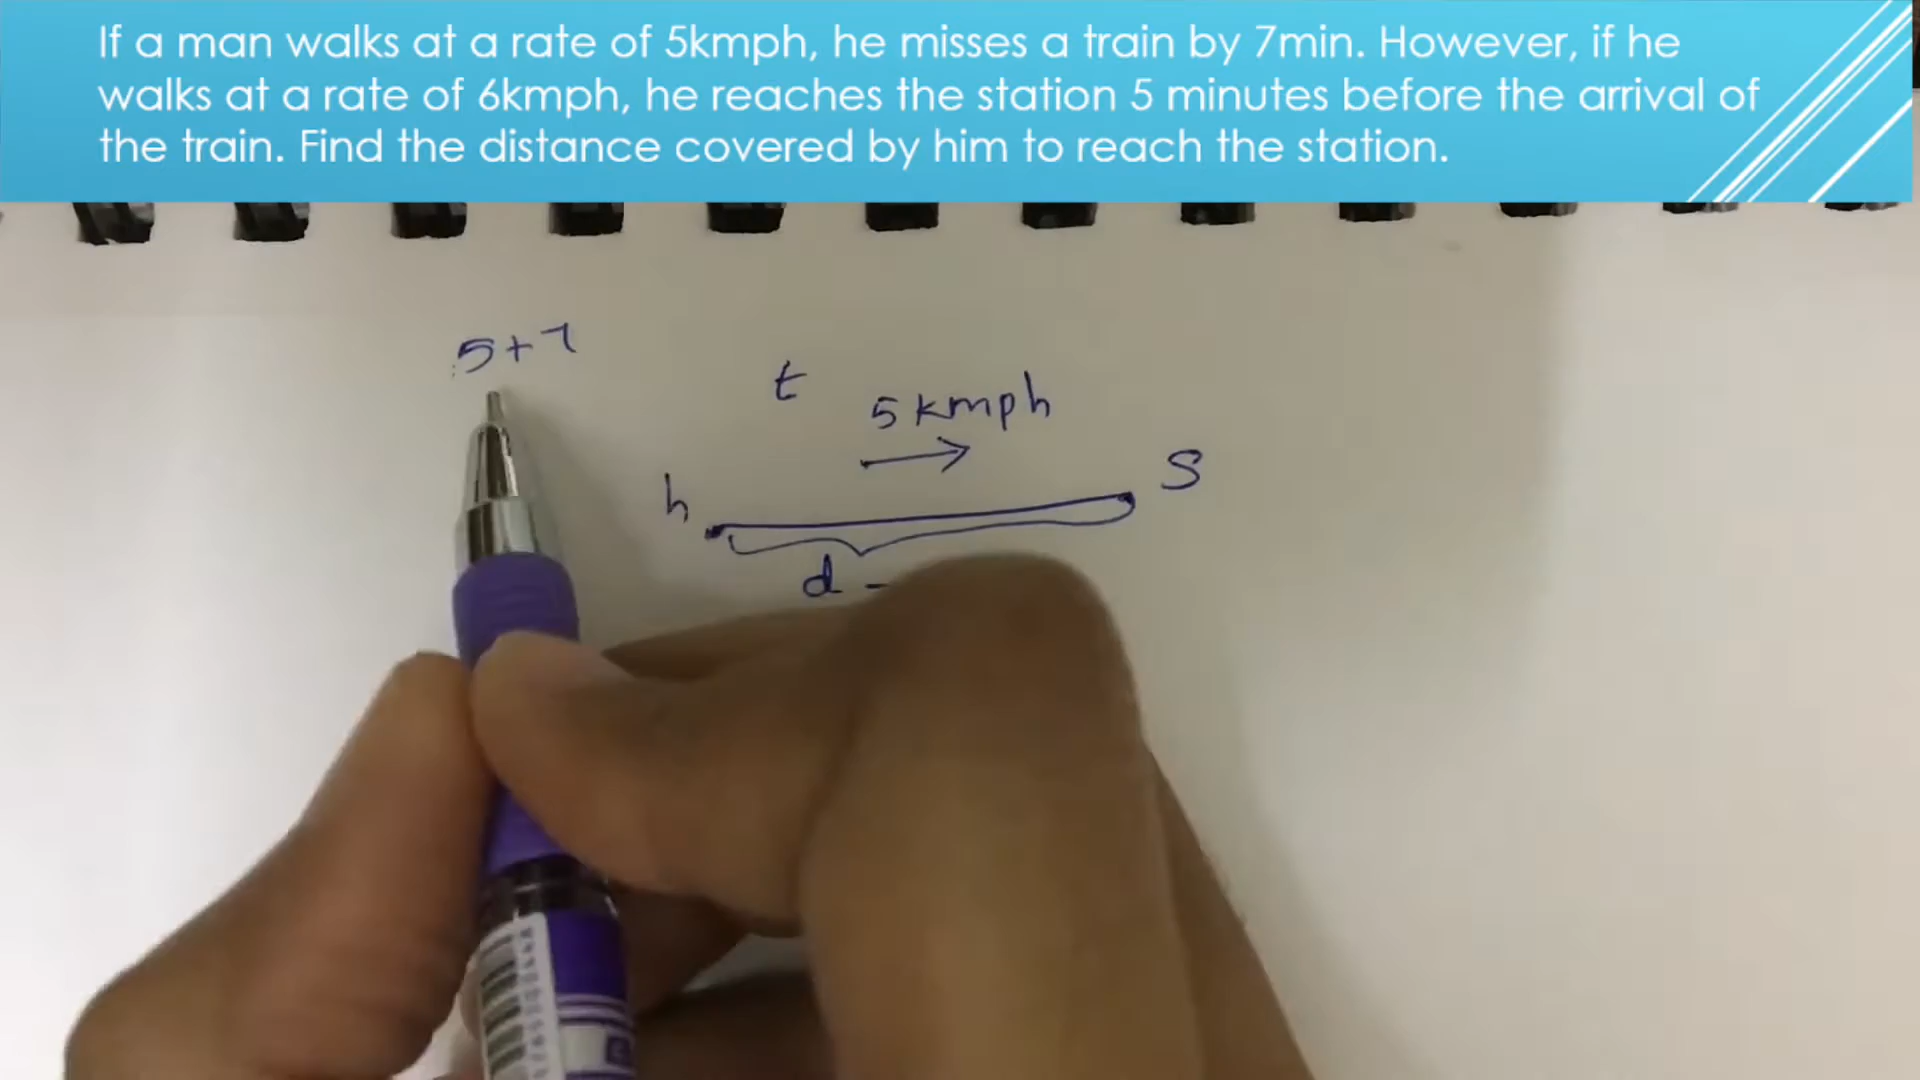 If a man walks at a rate of 5kmph, he misses a train by 7min. However, if he
walks at a rate of 6kmph, he reaches the station 5 minutes before the arrival of
the train. Find the distance covered by him to reach the station.
5+7
t
5 kmph
h
S
d -